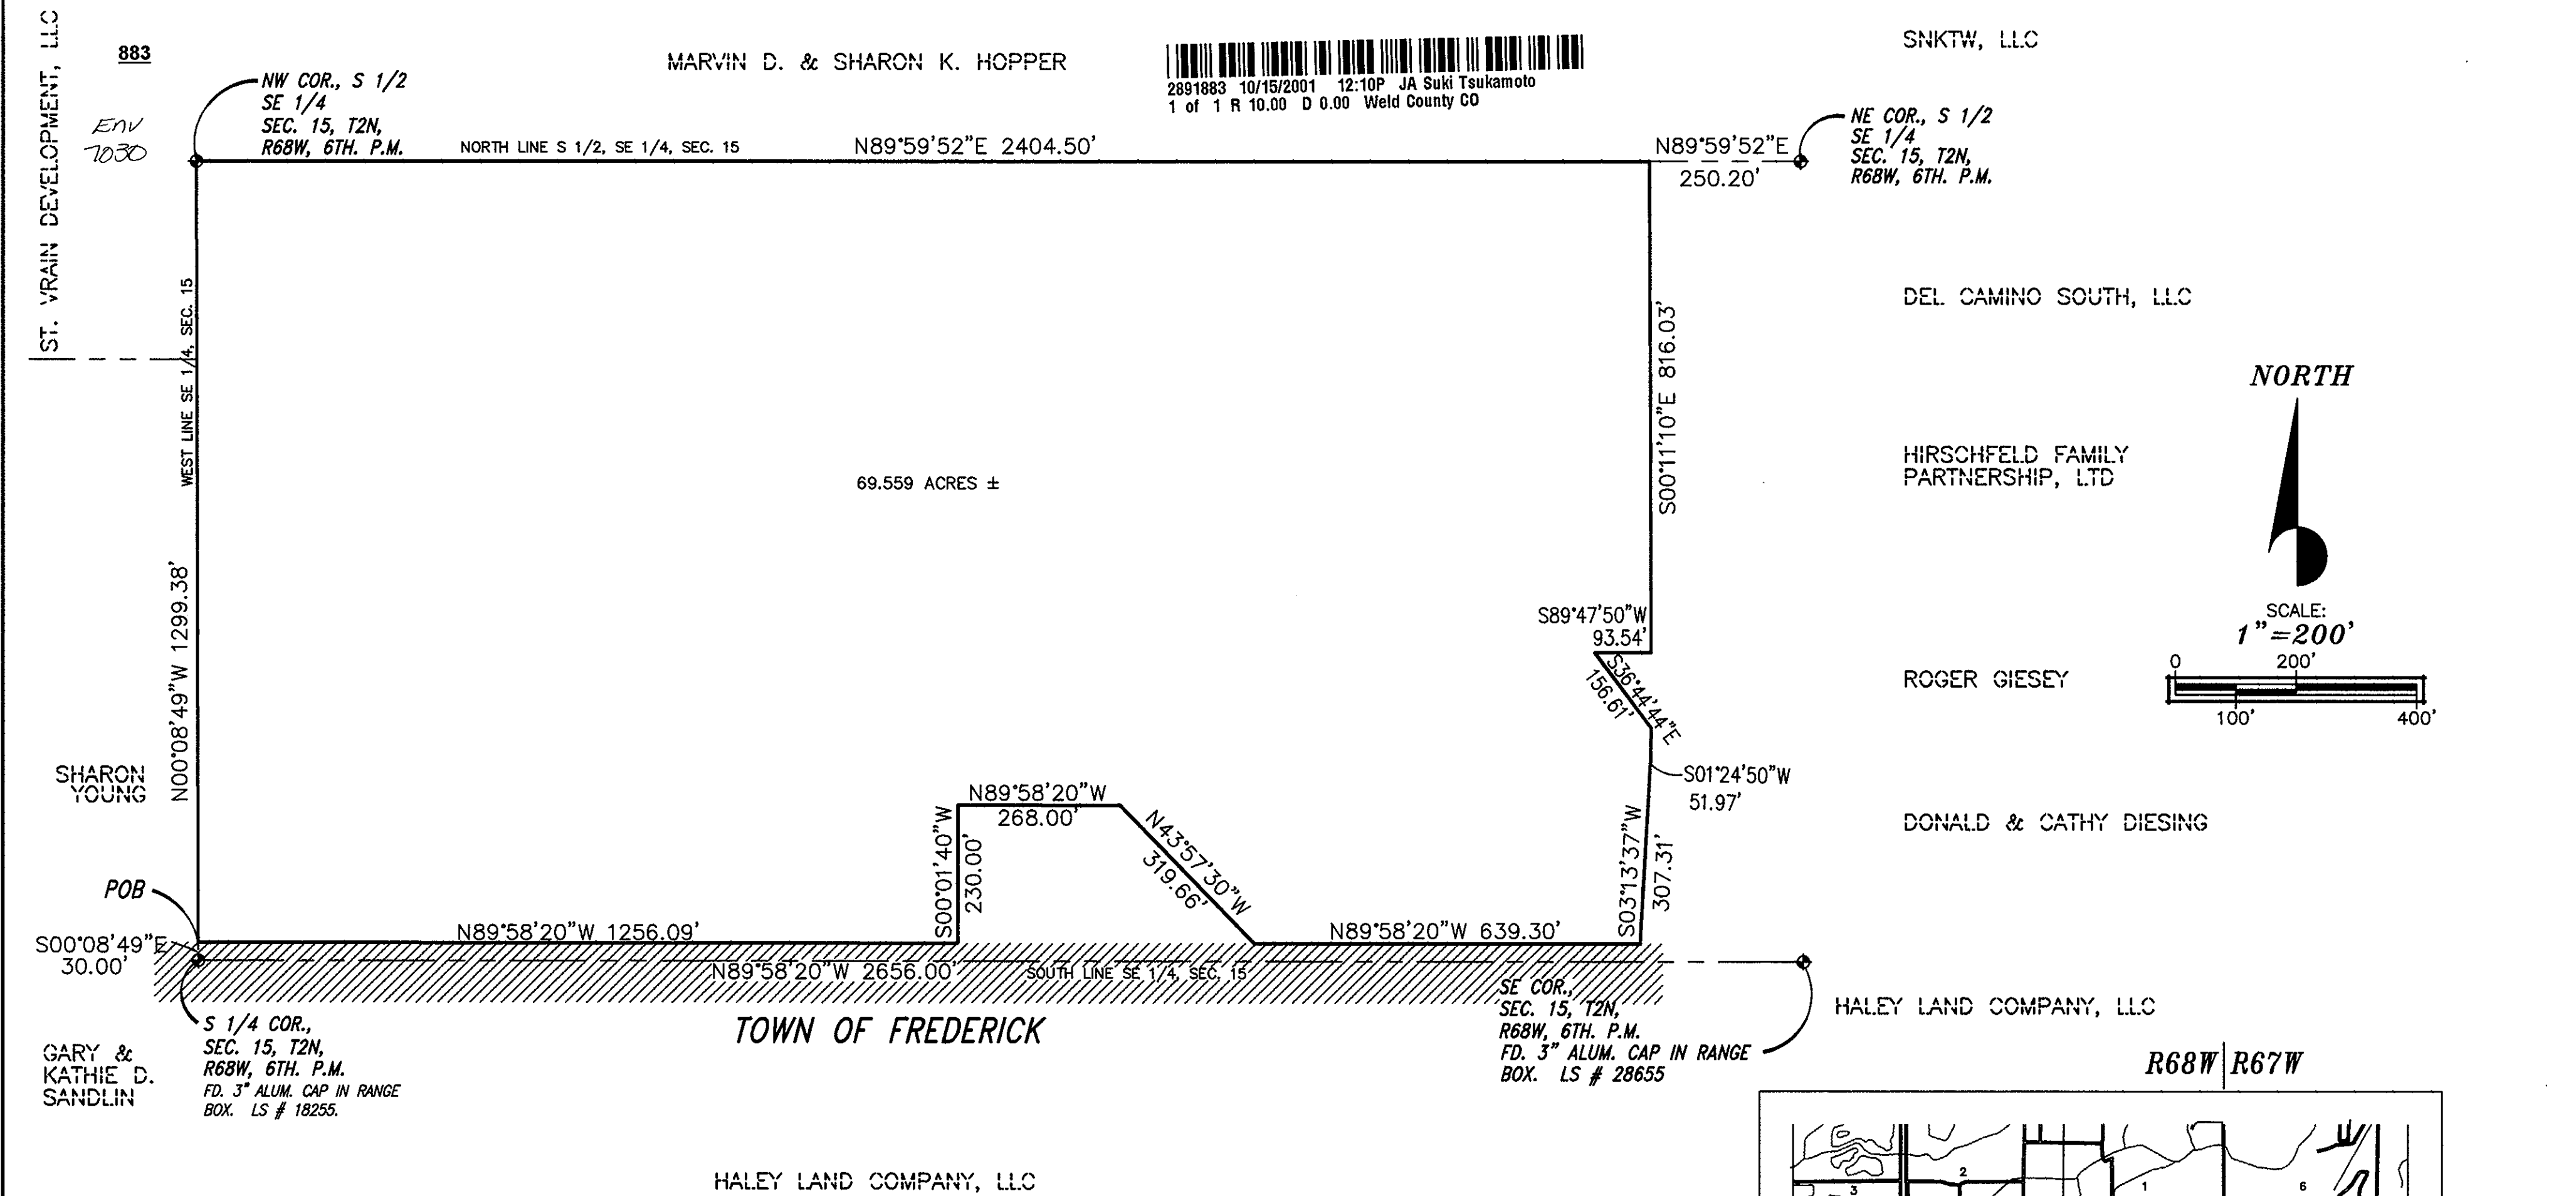 ST. VRAIN DEVELOPMENT, LLC
883
Env
7030
NW COR., S 1/2
SE 1/4
SEC. 15, T2N,
R68W, 6TH. P.M.
MARVIN D. & SHARON K. HOPPER
2891883 10/15/2001 12:10P JA Suki Tsukamoto
1 of 1 R 10.00 D 0.00 Weld County CO
SNKTW, LLC
NORTH LINE S 1/2, SE 1/4, SEC. 15
N89°59'52"E 2404.50'
N89°59'52"E
250.20'
NE COR., S 1/2
SE 1/4
SEC. 15, T2N,
R68W, 6TH. P.M.
WEST LINE SE 1/4, SEC. 15
N00°08'49"W 1299.38'
69.559 ACRES ±
S00°11'10"E 816.03'
DEL CAMINO SOUTH, LLC
NORTH
HIRSCHFELD FAMILY
PARTNERSHIP, LTD
SCALE:
1"=200'
0 200'
100' 400'
S89°47'50"W
93.54'
S36°44'44"E
156.61'
ROGER GIESEY
S01°24'50"W
51.97'
S03°13'37"W
307.31'
DONALD & CATHY DIESING
SHARON
YOUNG
N89°58'20"W
268.00'
S00°01'40"W
230.00'
N43°57'30"W
319.66'
POB
S00°08'49"E
30.00'
N89°58'20"W 1256.09'
N89°58'20"W 639.30'
N89°58'20"W 2656.00'
SOUTH LINE SE 1/4, SEC. 15
S 1/4 COR.,
SEC. 15, T2N,
R68W, 6TH. P.M.
FD. 3" ALUM. CAP IN RANGE
BOX. LS # 18255.
TOWN OF FREDERICK
SE COR.,
SEC. 15, T2N,
R68W, 6TH. P.M.
FD. 3" ALUM. CAP IN RANGE
BOX. LS # 28655
HALEY LAND COMPANY, LLC
GARY &
KATHIE D.
SANDLIN
HALEY LAND COMPANY, LLC
R68W R67W
2
3
1
6